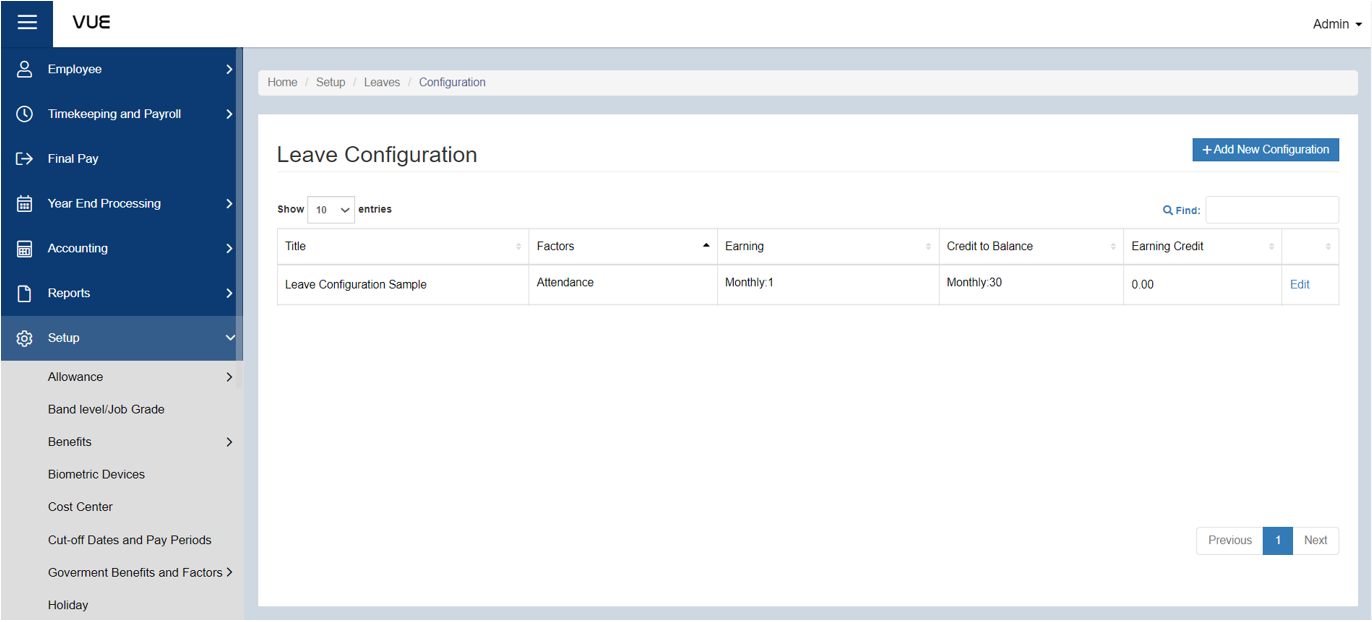 VUE
Admin
Employee
Timekeeping and Payroll
Final Pay
Year End Processing
Accounting
Reports
Setup
Allowance
Band level/Job Grade
Benefits
Biometric Devices
Cost Center
Cut-off Dates and Pay Periods
Goverment Benefits and Factors
Holiday
Home / Setup / Leaves / Configuration
Leave Configuration
+Add New Configuration
Show 10 entries
Find:
Title Factors Earning Credit to Balance Earning Credit
Leave Configuration Sample Attendance Monthly:1 Monthly:30 0.00 Edit
Previous 1 Next